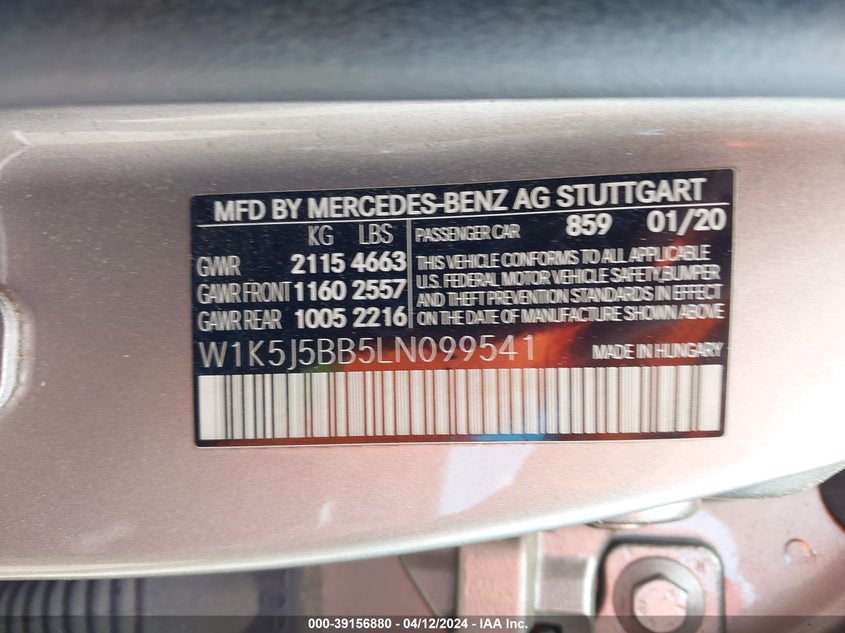 MFD BY MERCEDES-BENZ AG STUTTGART
KG LBS
GVWR 2115 4663
GAWR FRONT 1160 2557
GAWR REAR 1005 2216
PASSENGER CAR 859 01/20
THIS VEHICLE CONFORMS TO ALL APPLICABLE
U.S. FEDERAL MOTOR VEHICLE SAFETY, BUMPER
AND THEFT PREVENTION STANDARDS IN EFFECT
ON DATE OF MANUFACTURE SHOWN ABOVE
W1K5J5BB5LN099541
MADE IN HUNGARY
000-39156880 - 04/12/2024 - IAA Inc.